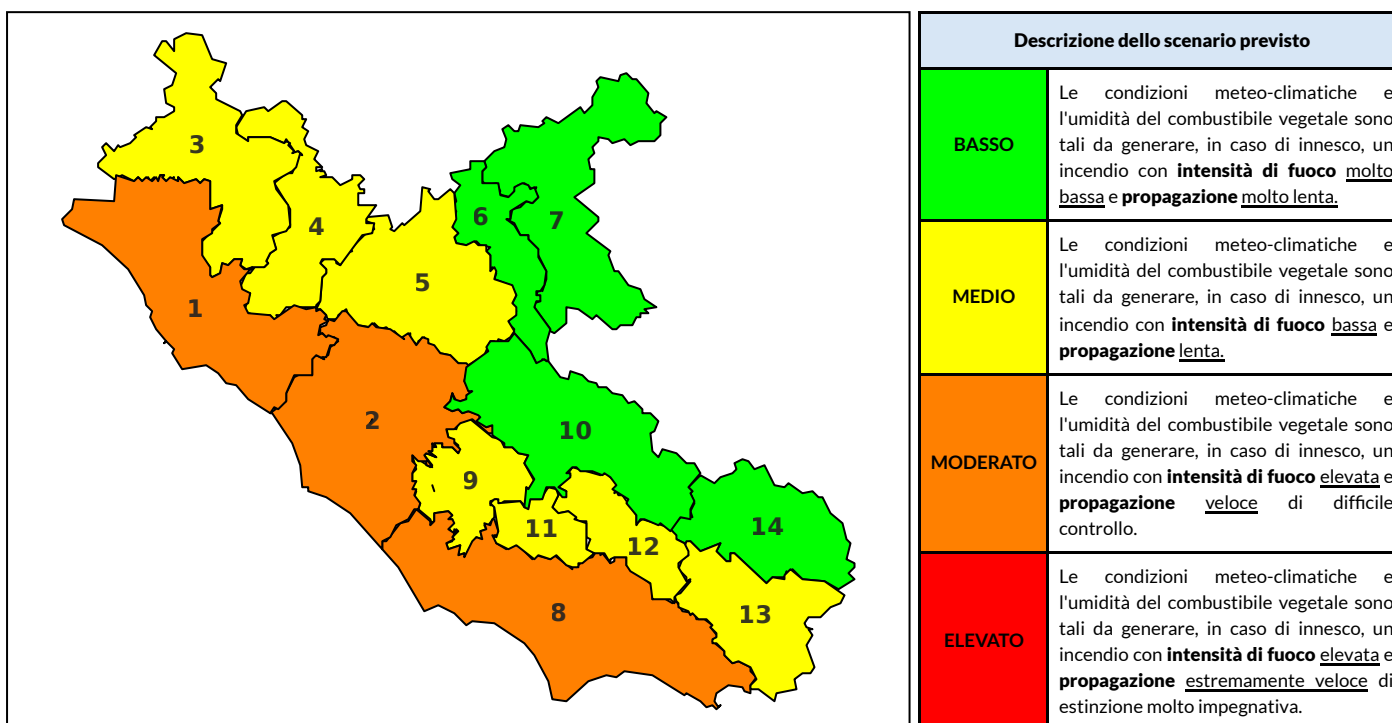 3
4
6
7
5
1
2
10
9
11
12
14
8
13
Descrizione dello scenario previsto
BASSO
Le condizioni meteo-climatiche e
l'umidità del combustibile vegetale sono
tali da generare, in caso di innesco, un
incendio con intensità di fuoco molto
bassa e propagazione molto lenta.
MEDIO
Le condizioni meteo-climatiche e
l'umidità del combustibile vegetale sono
tali da generare, in caso di innesco, un
incendio con intensità di fuoco bassa e
propagazione lenta.
MODERATO
Le condizioni meteo-climatiche e
l'umidità del combustibile vegetale sono
tali da generare, in caso di innesco, un
incendio con intensità di fuoco elevata e
propagazione veloce di difficile
controllo.
ELEVATO
Le condizioni meteo-climatiche e
l'umidità del combustibile vegetale sono
tali da generare, in caso di innesco, un
incendio con intensità di fuoco elevata e
propagazione estremamente veloce di
estinzione molto impegnativa.